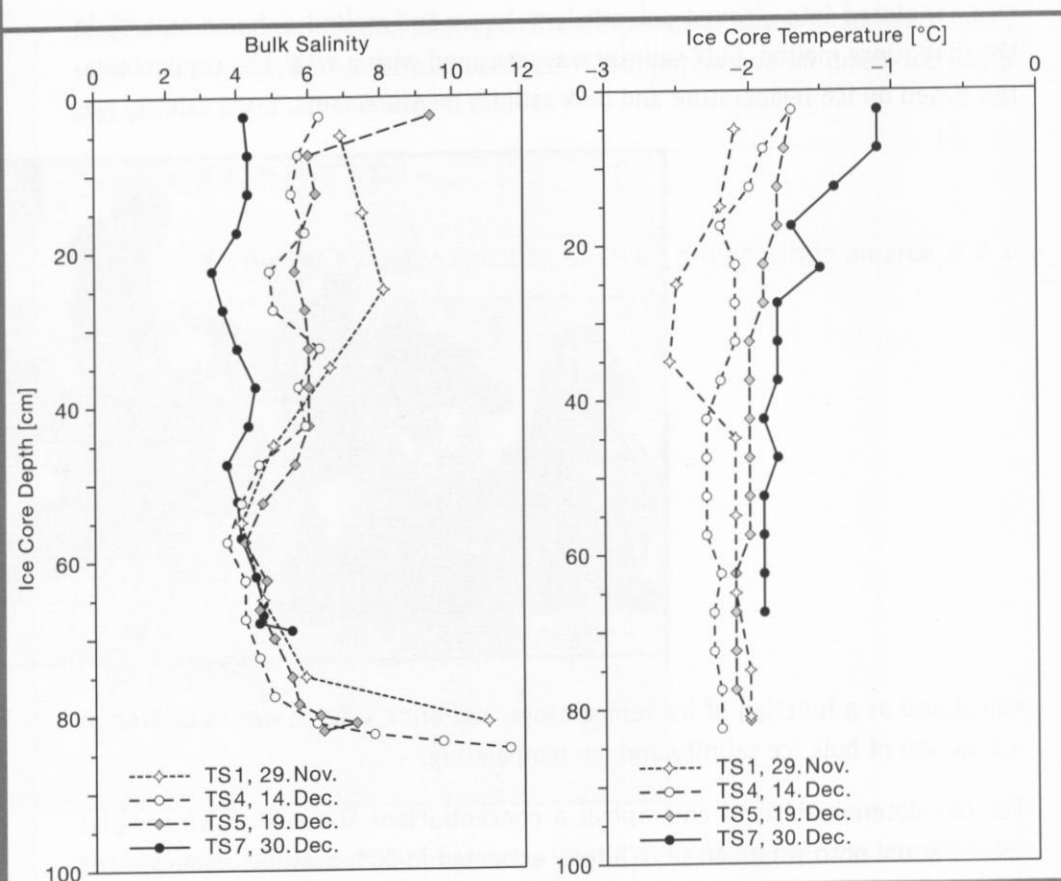 Bulk Salinity
0 2 4 6 8 10 12
0
20
40
60
80
100
Ice Core Depth [cm]
TS1, 29. Nov.
TS4, 14. Dec.
TS5, 19. Dec.
TS7, 30. Dec.
Ice Core Temperature [°C]
-3 -2 -1 0
0
20
40
60
80
100
TS1, 29. Nov.
TS4, 14. Dec.
TS5, 19. Dec.
TS7, 30. Dec.